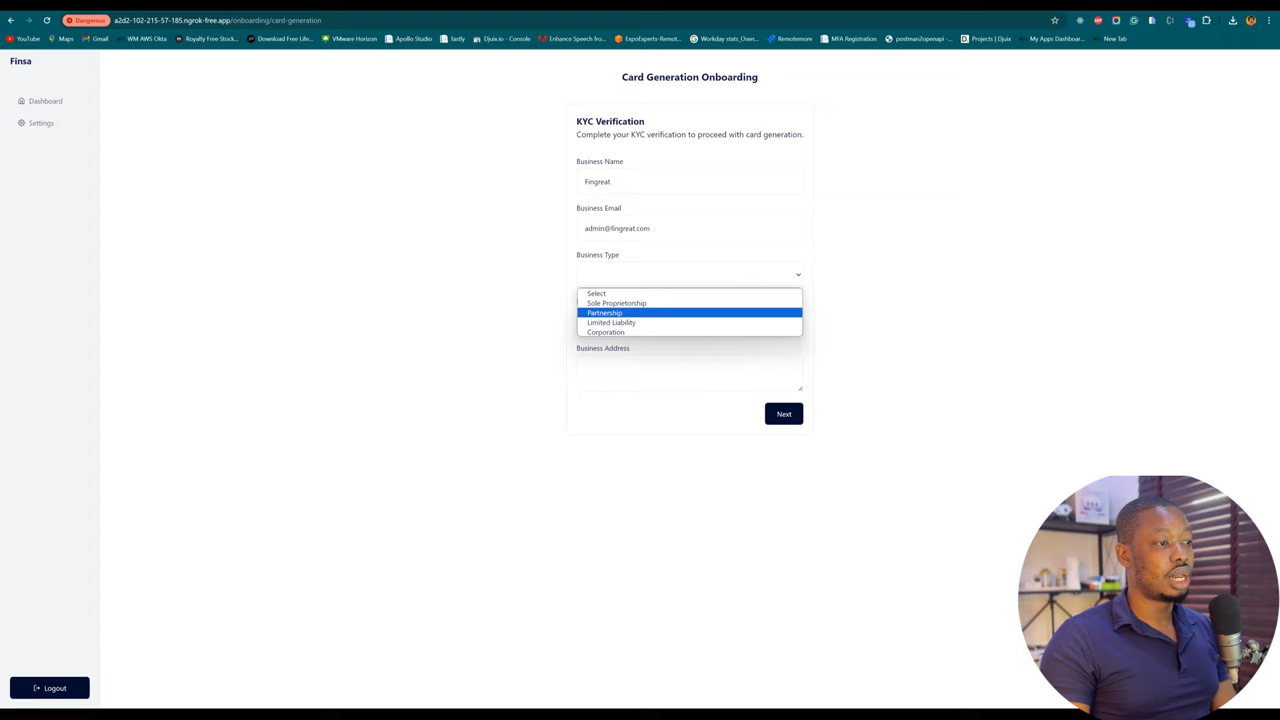 Dangerous
a2d2-102-215-57-185.ngrok-free.app/onboarding/card-generation
YouTube
Maps
Gmail
WM AWS Okta
Royalty Free Stock...
Download Free Life...
VMware Horizon
Apollo Studio
fastly
Djuix.io - Console
Enhance Speech fro...
ExpoExperts-Remot...
Workday stats_Osen...
Remotemore
MFA Registration
postman2openapi -...
Projects | Djuix
My Apps Dashboar...
New Tab
Finsa
Dashboard
Settings
Card Generation Onboarding
KYC Verification
Complete your KYC verification to proceed with card generation.
Business Name
Fingreat
Business Email
admin@fingreat.com
Business Type
Select
Sole Proprietorship
Partnership
Limited Liability
Corporation
Business Address
Next
Logout